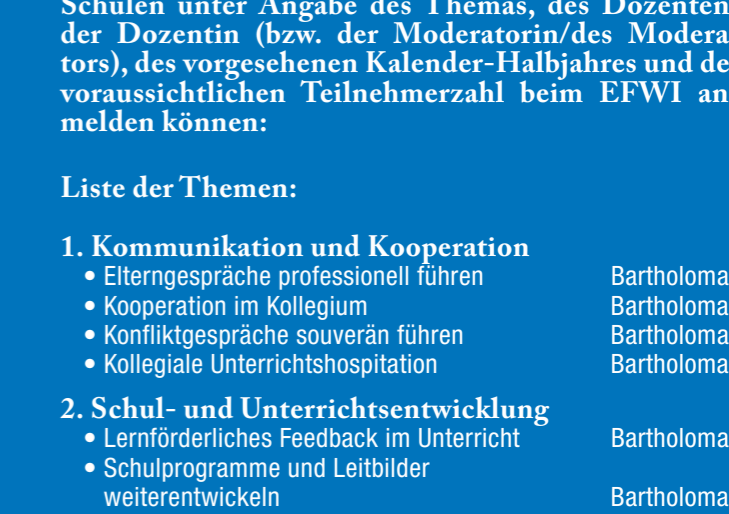 Schulen unter Angabe des Themas, des Dozenten
der Dozentin (bzw. der Moderatorin/des Modera
tors), des vorgesehenen Kalender-Halbjahres und de
voraussichtlichen Teilnehmerzahl beim EFWI an
melden können:
Liste der Themen:
1. Kommunikation und Kooperation
• Elterngespräche professionell führen Bartholoma
• Kooperation im Kollegium Bartholoma
• Konfliktgespräche souverän führen Bartholoma
• Kollegiale Unterrichtshospitation Bartholoma
2. Schul- und Unterrichtsentwicklung
• Lernförderliches Feedback im Unterricht Bartholoma
• Schulprogramme und Leitbilder
weiterentwickeln Bartholoma